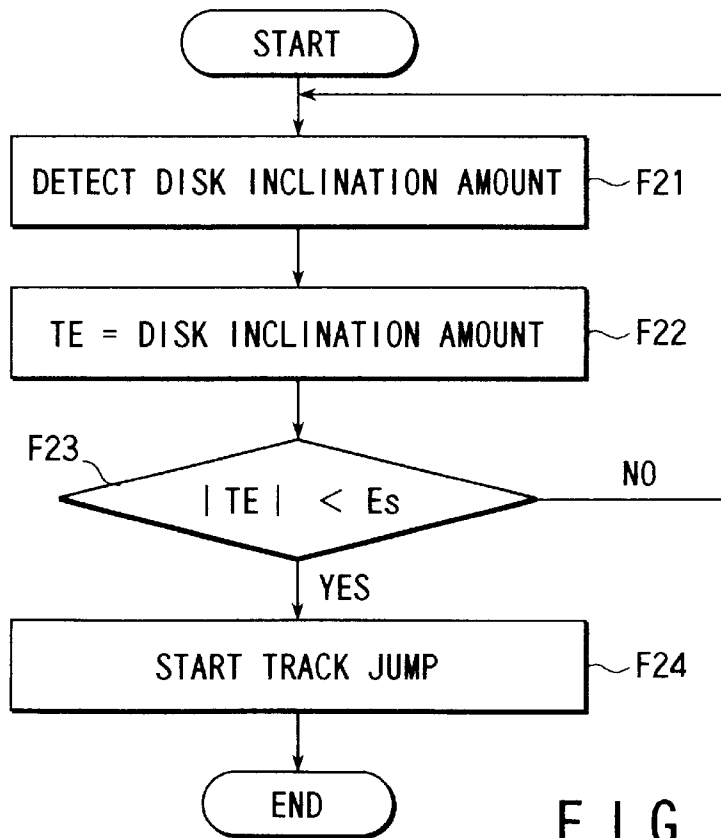 START
DETECT DISK INCLINATION AMOUNT
F21
TE = DISK INCLINATION AMOUNT
F22
F23
| TE | < Es
NO
YES
START TRACK JUMP
F24
END
FIG